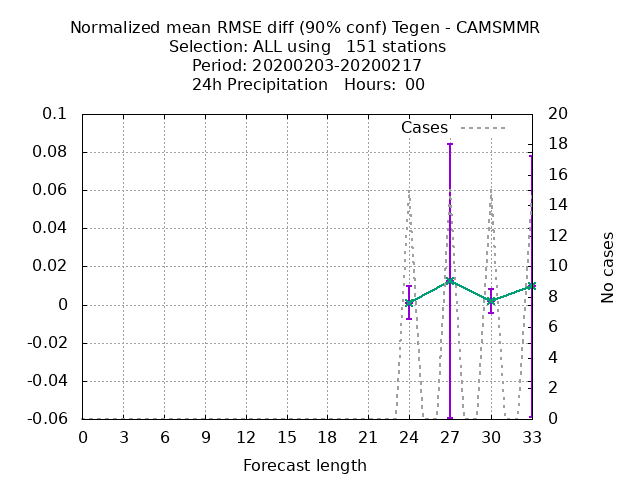 Normalized mean RMSE diff (90% conf) Tegen - CAMSMMR
Selection: ALL using   151 stations
Period: 20200203-20200217
24h Precipitation   Hours:  00
Cases
0.1
0.08
0.06
0.04
0.02
0
-0.02
-0.04
-0.06
20
18
16
14
12
10
8
6
4
2
0
No cases
0 3 6 9 12 15 18 21 24 27 30 33
Forecast length